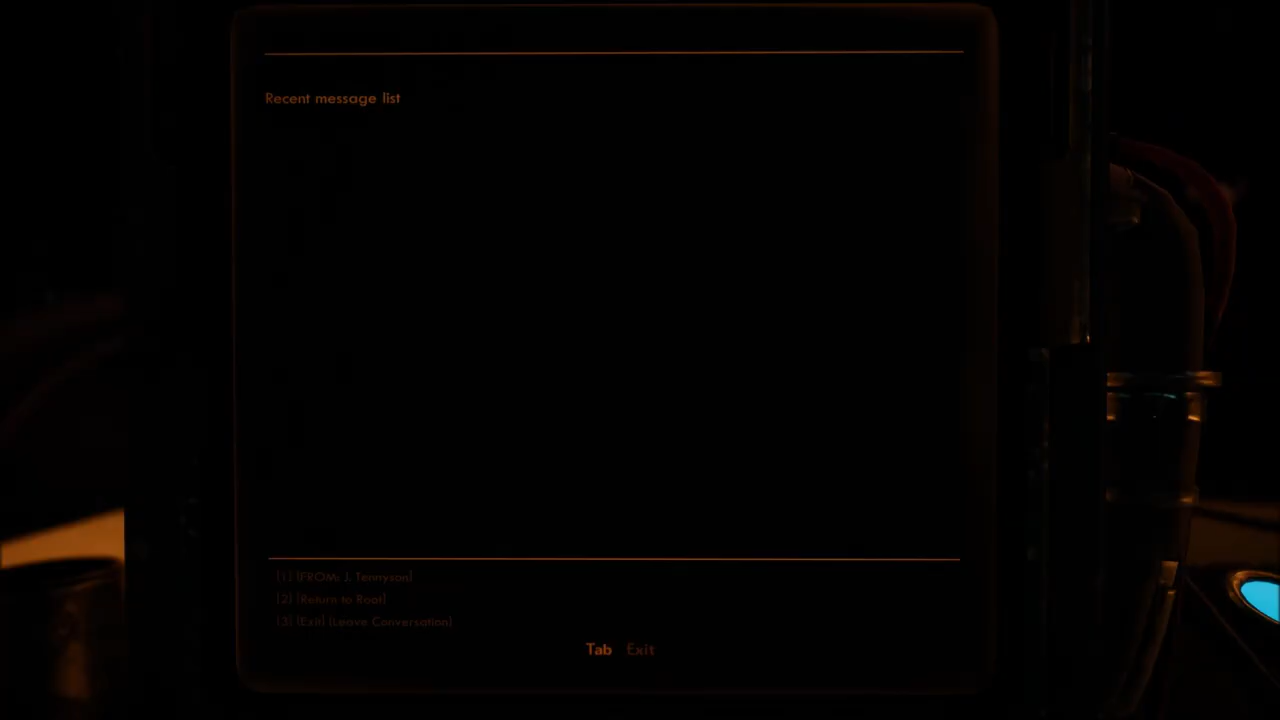 Recent message list
[1] [FROM: J. Tennyson]
[2] [Return to Root]
[3] [Exit] [Leave Conversation]
Tab Exit